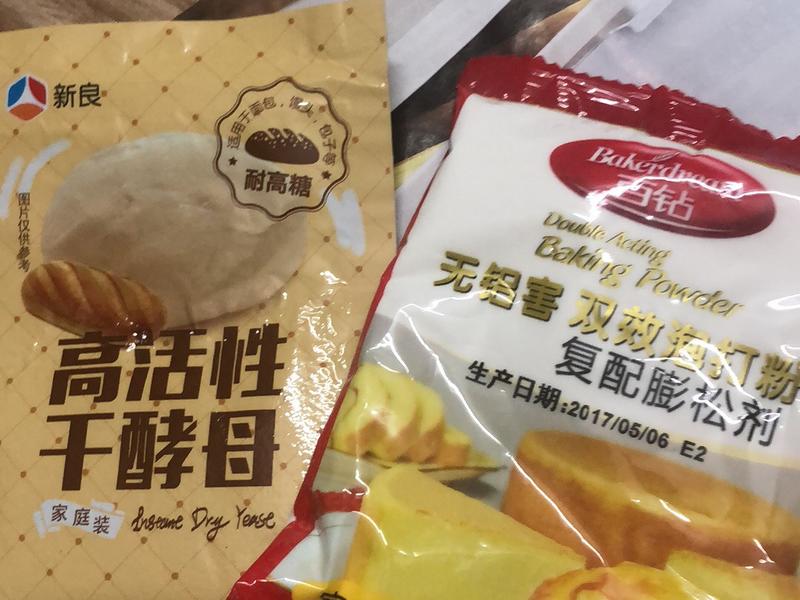 新良
适用于面包,馒头,包子等
耐高糖
图片仅供参考
高活性
干酵母
家庭装
Instant Dry Yease
百钻
Double Acting
Baking Powder
无铝害 双效泡打粉
复配膨松剂
生产日期:2017/05/06 E2